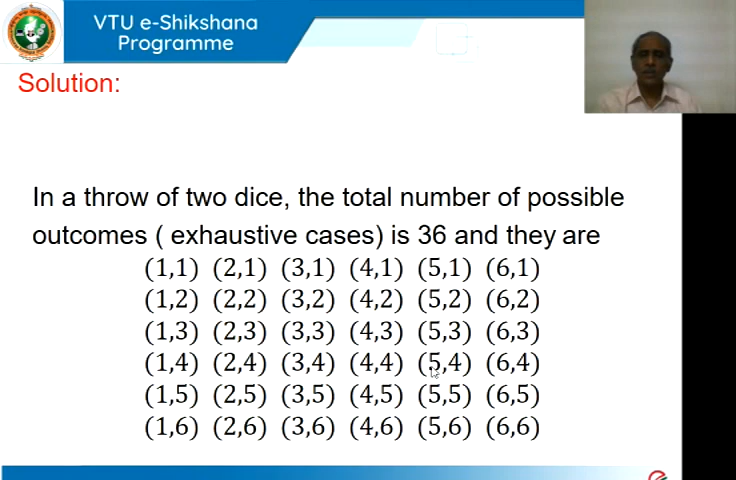 VTU e-Shikshana
Programme
Solution:
In a throw of two dice, the total number of possible
outcomes ( exhaustive cases) is 36 and they are
(1,1) (2,1) (3,1) (4,1) (5,1) (6,1)
(1,2) (2,2) (3,2) (4,2) (5,2) (6,2)
(1,3) (2,3) (3,3) (4,3) (5,3) (6,3)
(1,4) (2,4) (3,4) (4,4) (5,4) (6,4)
(1,5) (2,5) (3,5) (4,5) (5,5) (6,5)
(1,6) (2,6) (3,6) (4,6) (5,6) (6,6)